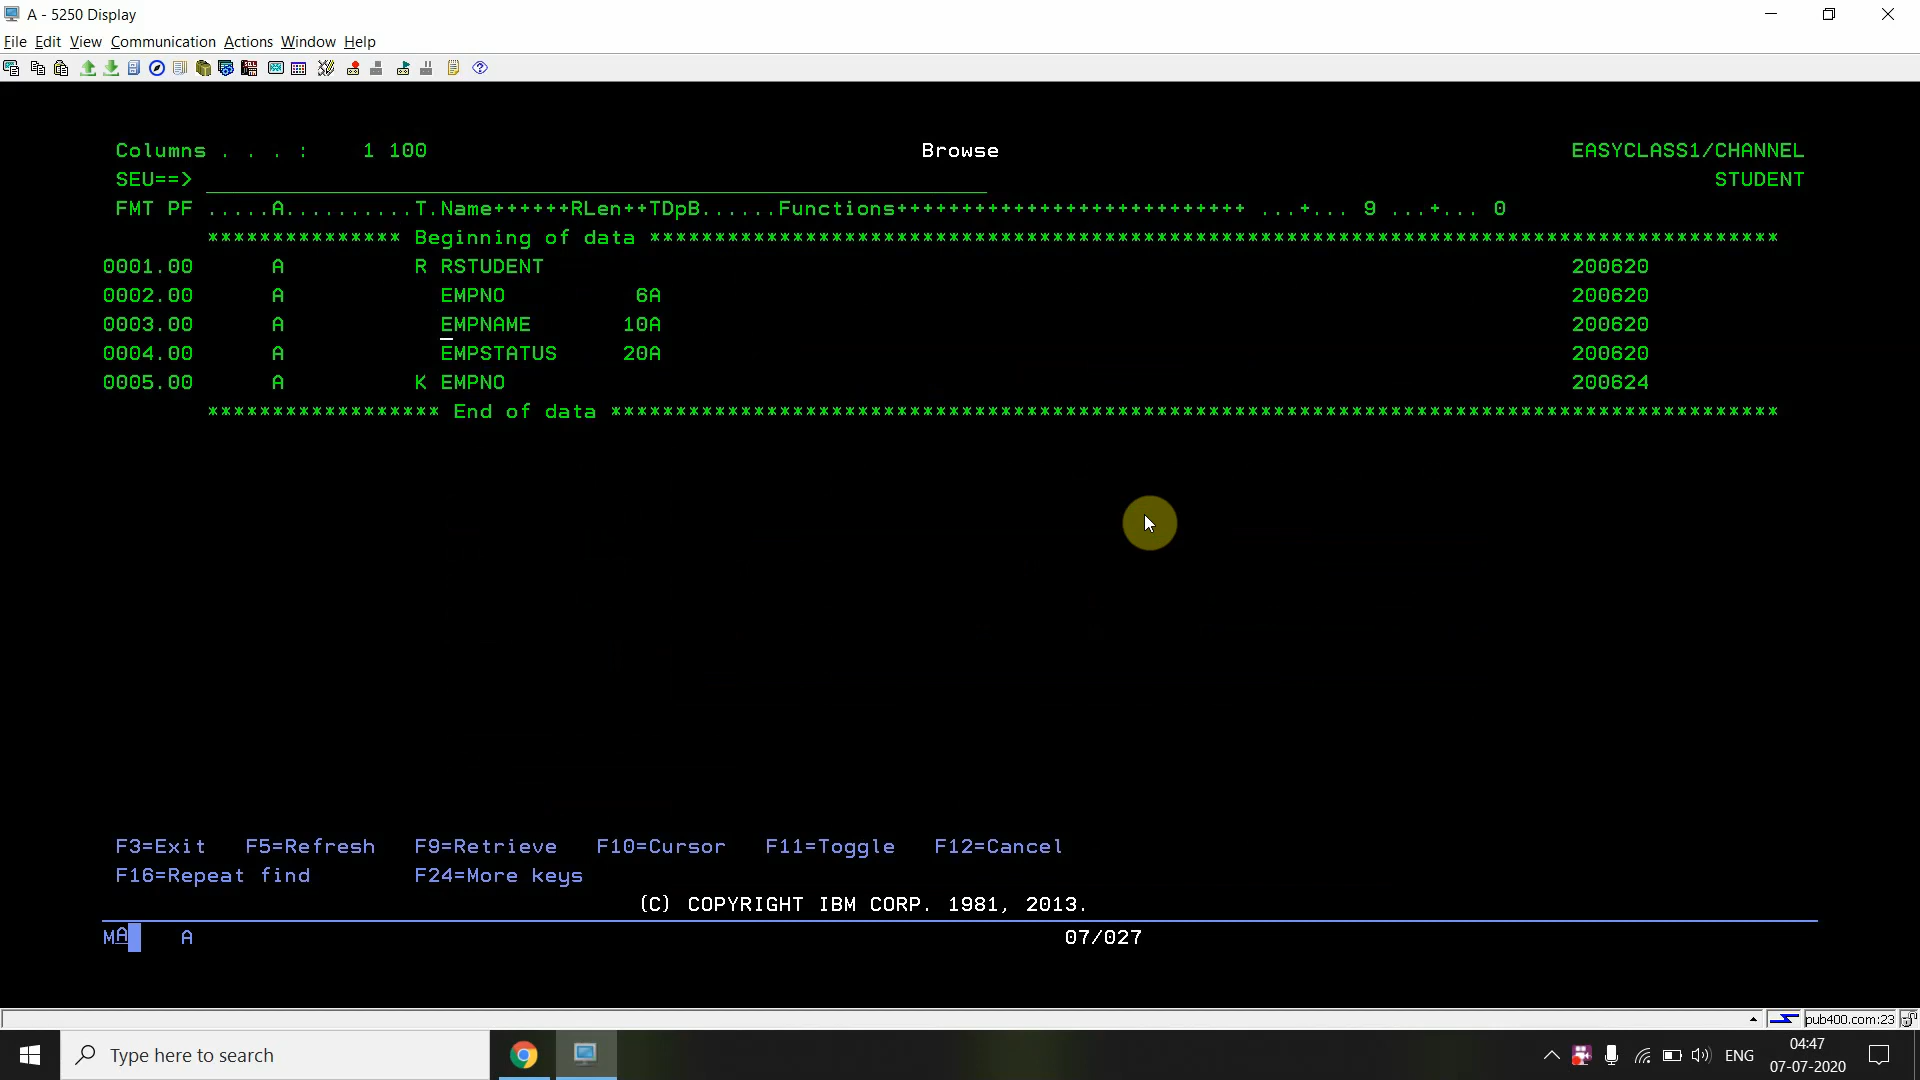 A - 5250 Display
File Edit View Communication Actions Window Help
Columns . . . :    1 100    Browse    EASYCLASS1/CHANNEL
SEU==>    STUDENT
FMT PF .....A..........T.Name++++++RLen++TDpB......Functions+++++++++++++++++++++++++++ ...+... 9 ...+... 0
*************** Beginning of data ***************************************************************************************
0001.00    A    R RSTUDENT    200620
0002.00    A    EMPNO    6A    200620
0003.00    A    EMPNAME    10A    200620
0004.00    A    EMPSTATUS    20A    200620
0005.00    A    K EMPNO    200624
****************** End of data ******************************************************************************************
F3=Exit   F5=Refresh   F9=Retrieve   F10=Cursor   F11=Toggle   F12=Cancel
F16=Repeat find    F24=More keys
(C) COPYRIGHT IBM CORP. 1981, 2013.
MA    A    07/027
pub400.com:23
Type here to search
ENG
04:47
07-07-2020